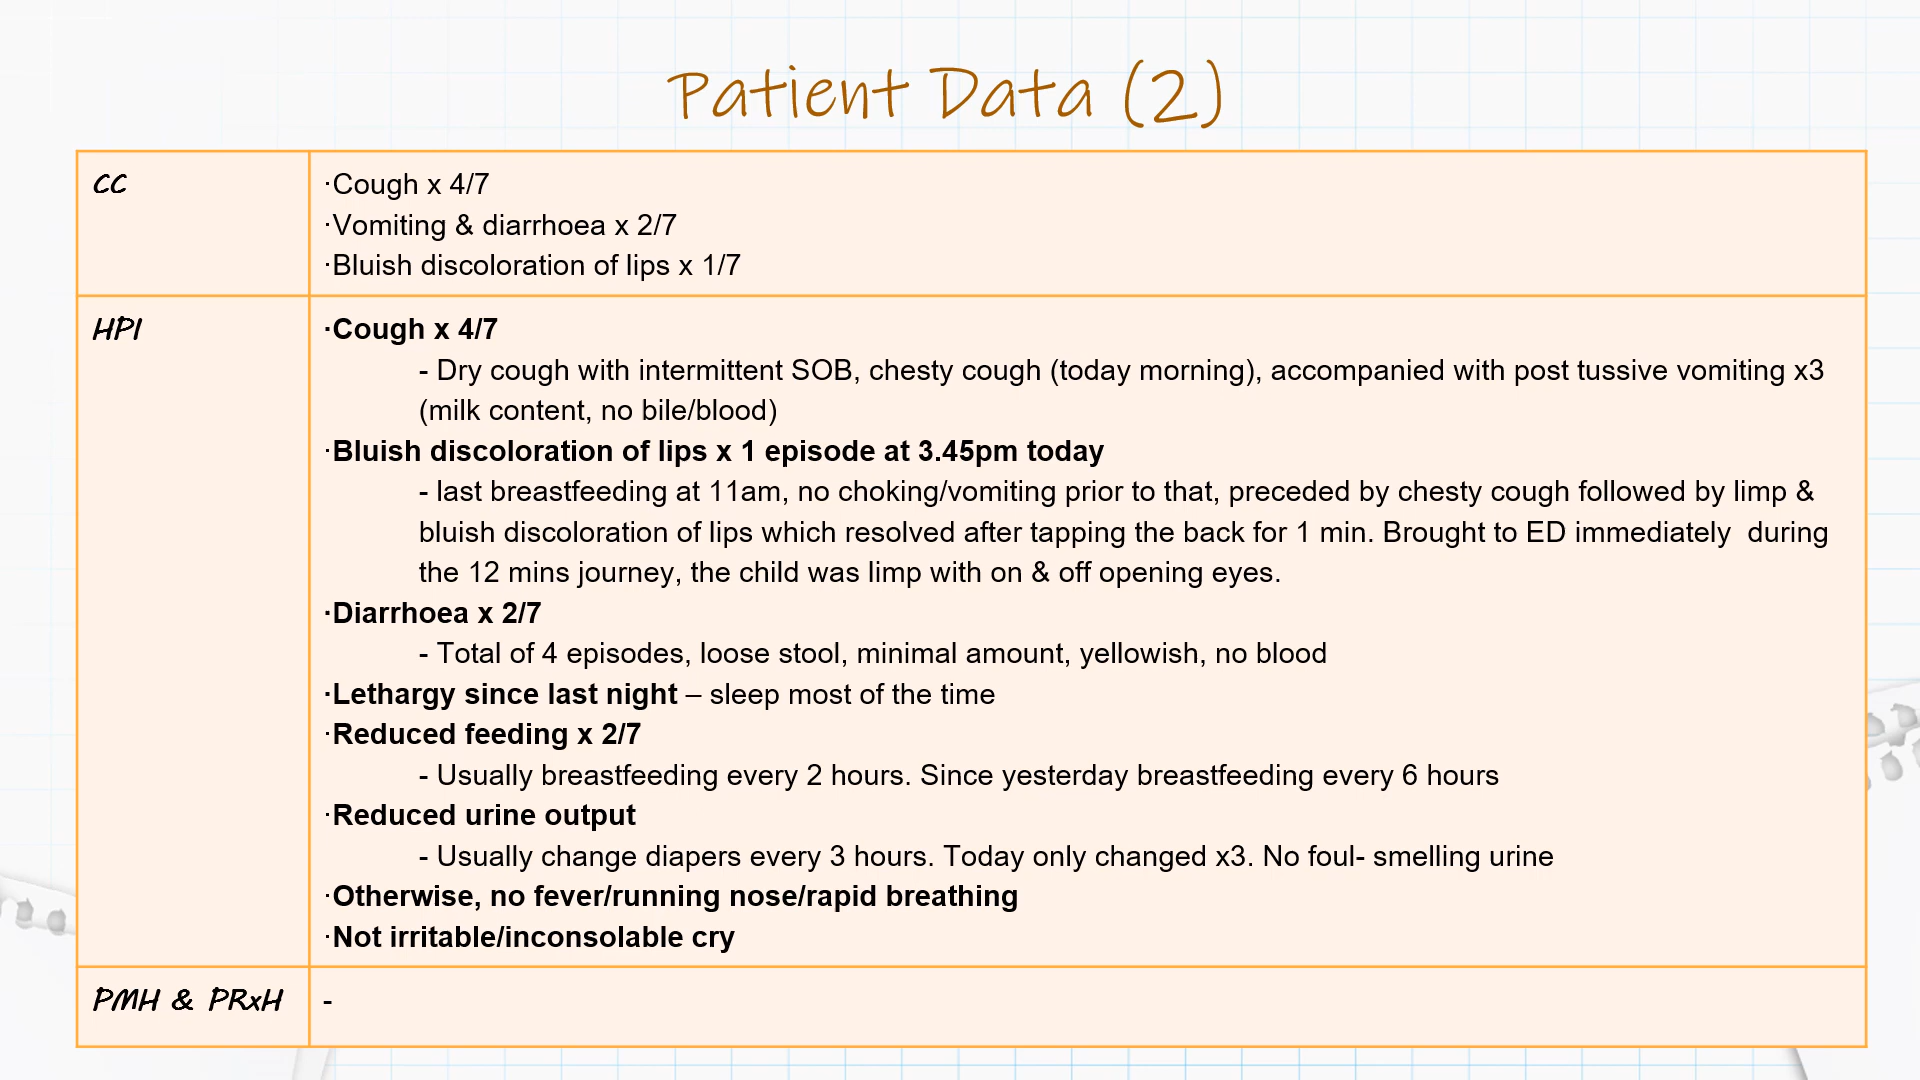 Patient Data (2)
CC
·Cough x 4/7
·Vomiting & diarrhoea x 2/7
·Bluish discoloration of lips x 1/7
HPI
·Cough x 4/7
- Dry cough with intermittent SOB, chesty cough (today morning), accompanied with post tussive vomiting x3
(milk content, no bile/blood)
·Bluish discoloration of lips x 1 episode at 3.45pm today
- last breastfeeding at 11am, no choking/vomiting prior to that, preceded by chesty cough followed by limp &
bluish discoloration of lips which resolved after tapping the back for 1 min. Brought to ED immediately  during
the 12 mins journey, the child was limp with on & off opening eyes.
·Diarrhoea x 2/7
- Total of 4 episodes, loose stool, minimal amount, yellowish, no blood
·Lethargy since last night – sleep most of the time
·Reduced feeding x 2/7
- Usually breastfeeding every 2 hours. Since yesterday breastfeeding every 6 hours
·Reduced urine output
- Usually change diapers every 3 hours. Today only changed x3. No foul- smelling urine
·Otherwise, no fever/running nose/rapid breathing
·Not irritable/inconsolable cry
PMH & PRxH
-